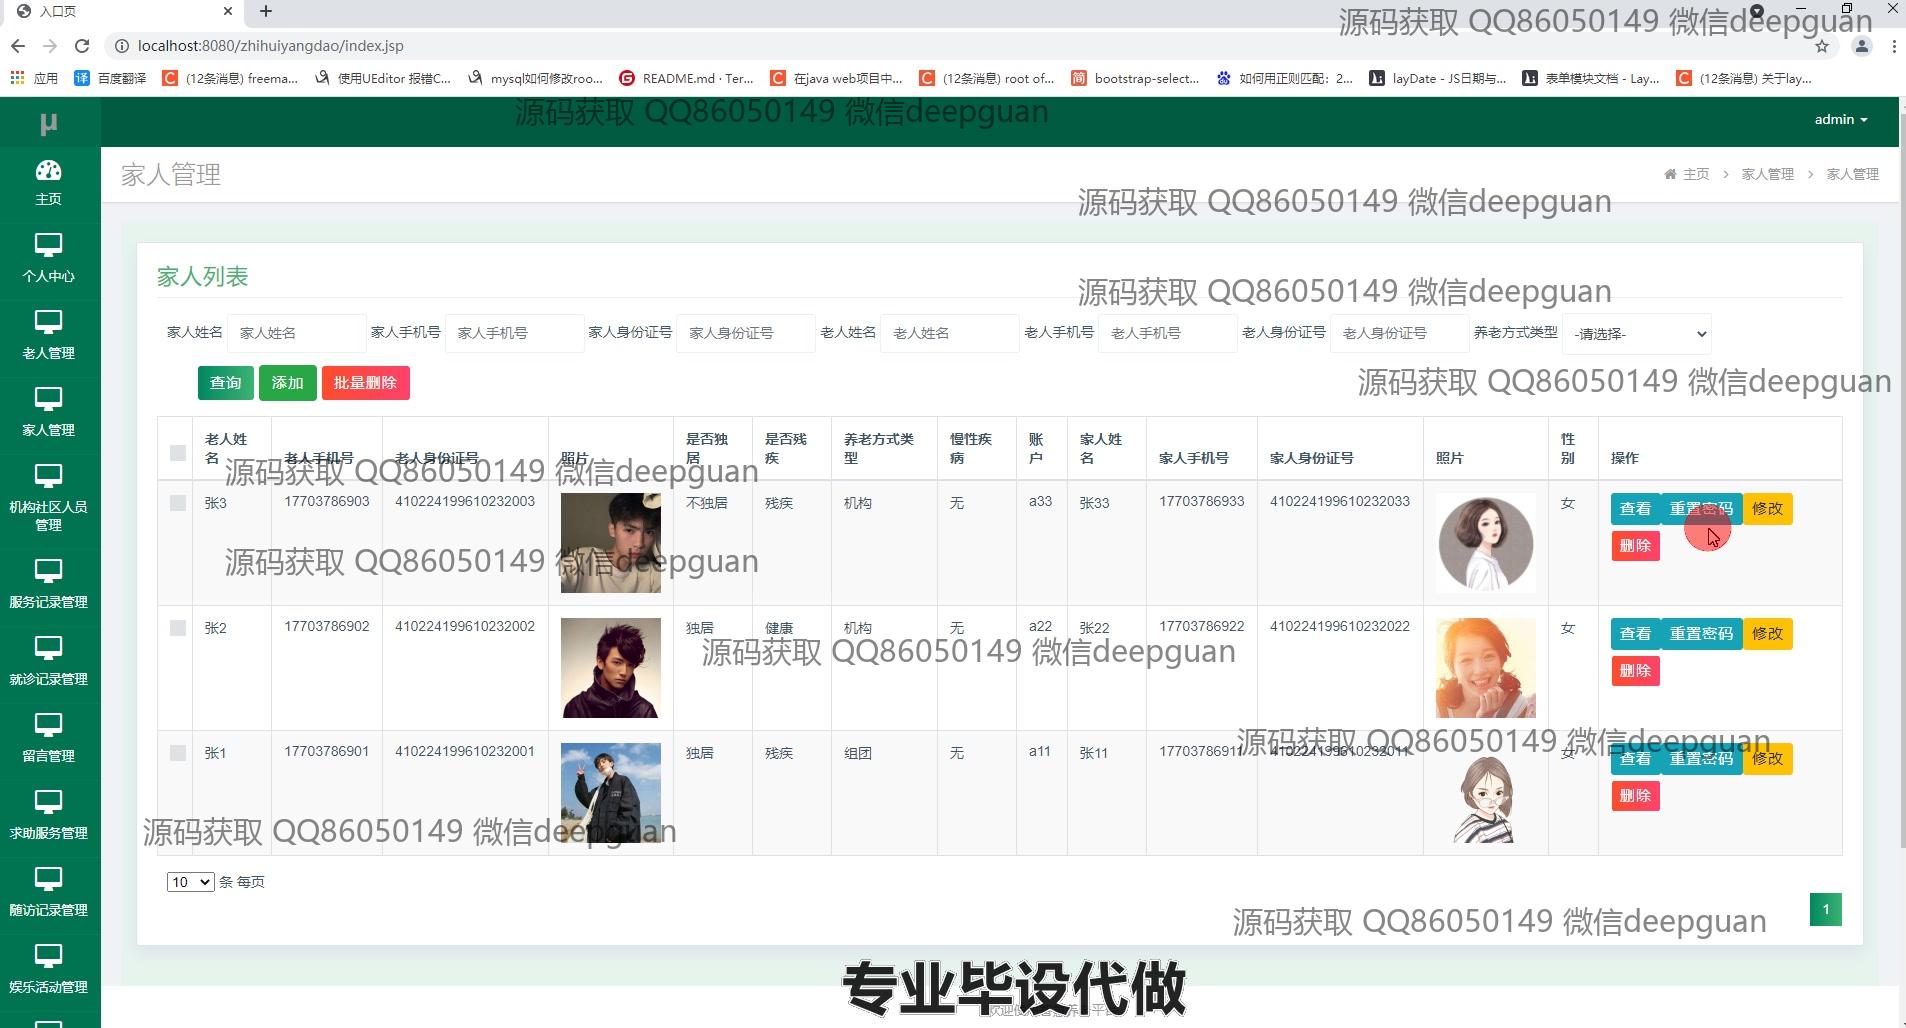 入口页
localhost:8080/zhihuiyangdao/index.jsp
应用 百度翻译 (12条消息) freema... 使用UEditor 报错C... mysql如何修改roo... README.md · Ter... 在java web项目中... (12条消息) root of... bootstrap-select... 如何用正则匹配：2... layDate - JS日期与... 表单模块文档 - Lay... (12条消息) 关于lay...
源码获取 QQ86050149 微信deepguan
源码获取 QQ86050149 微信deepguan
μ
admin
主页
个人中心
老人管理
家人管理
机构社区人员
管理
服务记录管理
就诊记录管理
留言管理
求助服务管理
随访记录管理
娱乐活动管理
家人管理
主页 > 家人管理 > 家人管理
源码获取 QQ86050149 微信deepguan
家人列表
源码获取 QQ86050149 微信deepguan
家人姓名 家人姓名 家人手机号 家人手机号 家人身份证号 家人身份证号 老人姓名 老人姓名 老人手机号 老人手机号 老人身份证号 老人身份证号 养老方式类型 -请选择-
查询 添加 批量删除
源码获取 QQ86050149 微信deepguan
老人姓名 老人手机号 老人身份证号 照片 是否独居 是否残疾 养老方式类型 慢性疾病 账户 家人姓名 家人手机号 家人身份证号 照片 性别 操作
源码获取 QQ86050149 微信deepguan
张3 17703786903 410224199610232003 不独居 残疾 机构 无 a33 张33 17703786933 410224199610232033 女 查看 重置密码 修改
删除
源码获取 QQ86050149 微信deepguan
张2 17703786902 410224199610232002 独居 健康 机构 无 a22 张22 17703786922 410224199610232022 女 查看 重置密码 修改
删除
源码获取 QQ86050149 微信deepguan
源码获取 QQ86050149 微信deepguan
张1 17703786901 410224199610232001 独居 残疾 组团 无 a11 张11 17703786911 410224199610232011 女 查看 重置密码 修改
删除
源码获取 QQ86050149 微信deepguan
10 条 每页
1
源码获取 QQ86050149 微信deepguan
专业毕设代做